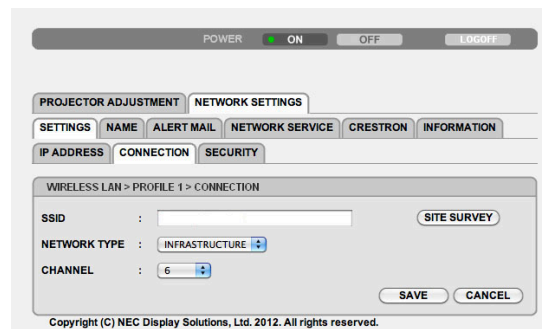 POWER ON OFF LOGOFF
PROJECTOR ADJUSTMENT NETWORK SETTINGS
SETTINGS NAME ALERT MAIL NETWORK SERVICE CRESTRON INFORMATION
IP ADDRESS CONNECTION SECURITY
WIRELESS LAN > PROFILE 1 > CONNECTION
SSID : SITE SURVEY
NETWORK TYPE : INFRASTRUCTURE
CHANNEL : 6
SAVE CANCEL
Copyright (C) NEC Display Solutions, Ltd. 2012. All rights reserved.